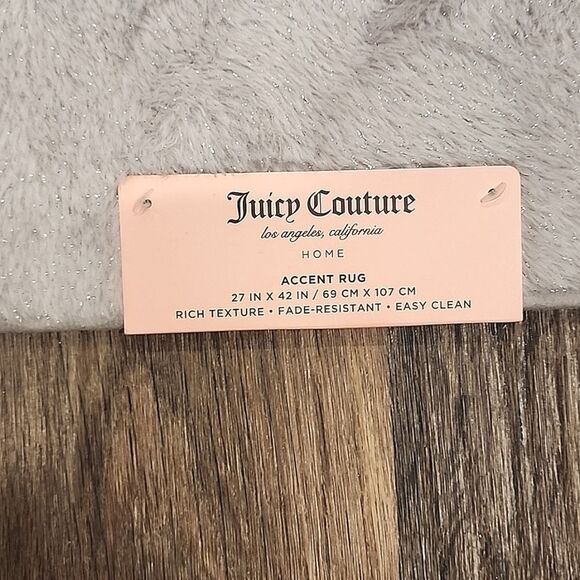 Juicy Couture
los angeles, california
HOME
ACCENT RUG
27 IN X 42 IN / 69 CM X 107 CM
RICH TEXTURE • FADE-RESISTANT • EASY CLEAN